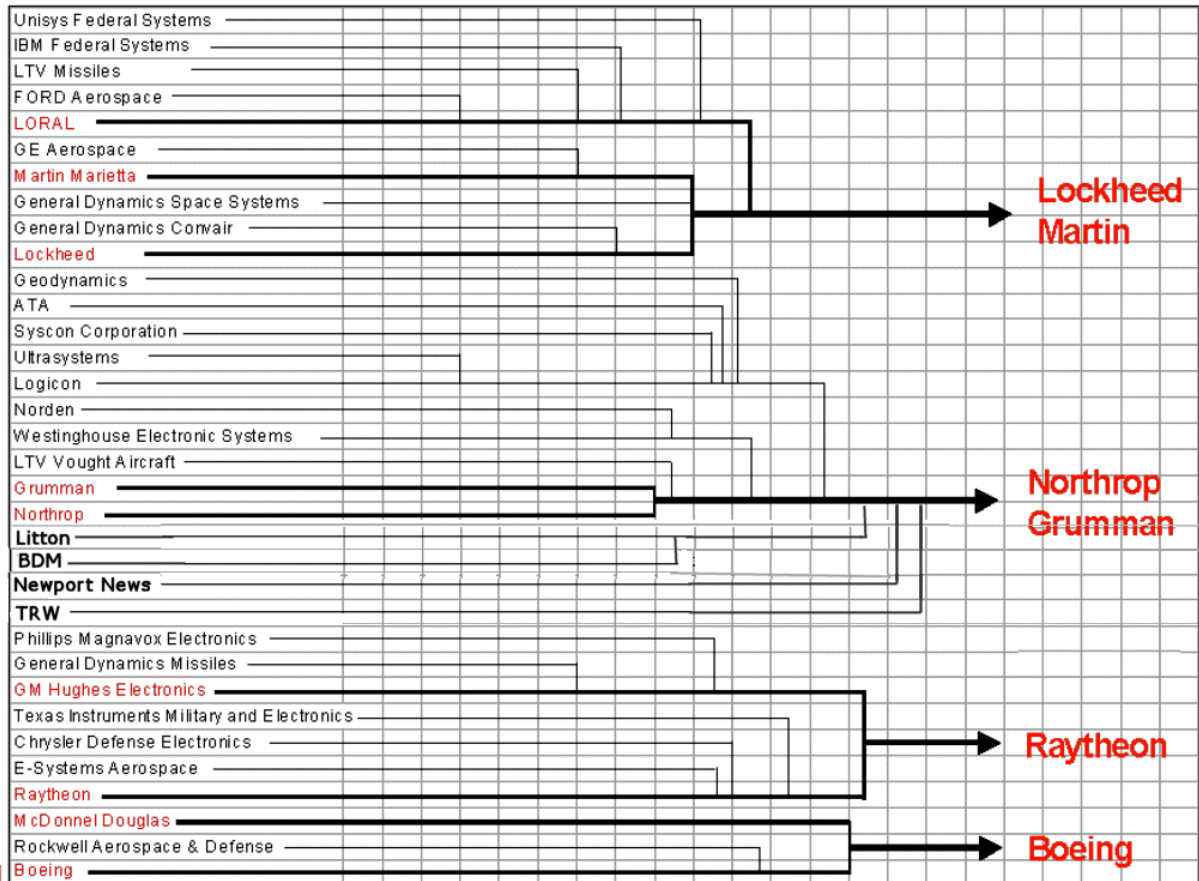 Unisys Federal Systems
IBM Federal Systems
LTV Missiles
FORD Aerospace
LORAL
GE Aerospace
Martin Marietta
General Dynamics Space Systems
General Dynamics Convair
Lockheed
Lockheed
Martin
Geodynamics
ATA
Syscon Corporation
Ultrasystems
Logicon
Norden
Westinghouse Electronic Systems
LTV Vought Aircraft
Grumman
Northrop
Northrop
Grumman
Litton
BDM
Newport News
TRW
Phillips Magnavox Electronics
General Dynamics Missiles
GM Hughes Electronics
Texas Instruments Military and Electronics
Chrysler Defense Electronics
E-Systems Aerospace
Raytheon
Raytheon
McDonnel Douglas
Rockwell Aerospace & Defense
Boeing
Boeing